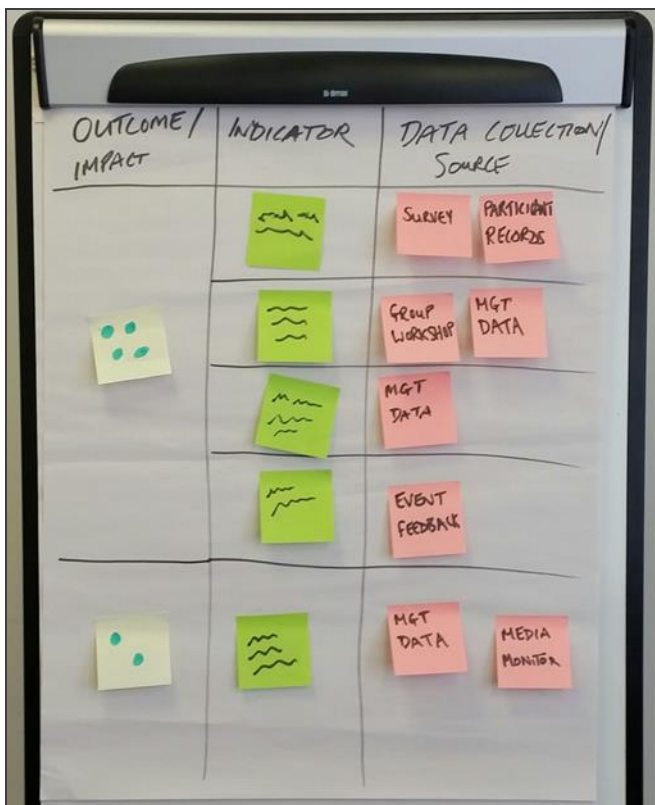 OUTCOME/
IMPACT
INDICATOR
DATA COLLECTION/
SOURCE
SURVEY
PARTICIPANT
RECORDS
GROUP
WORKSHOP
MGT
DATA
MGT
DATA
EVENT
FEEDBACK
MGT
DATA
MEDIA
MONITOR